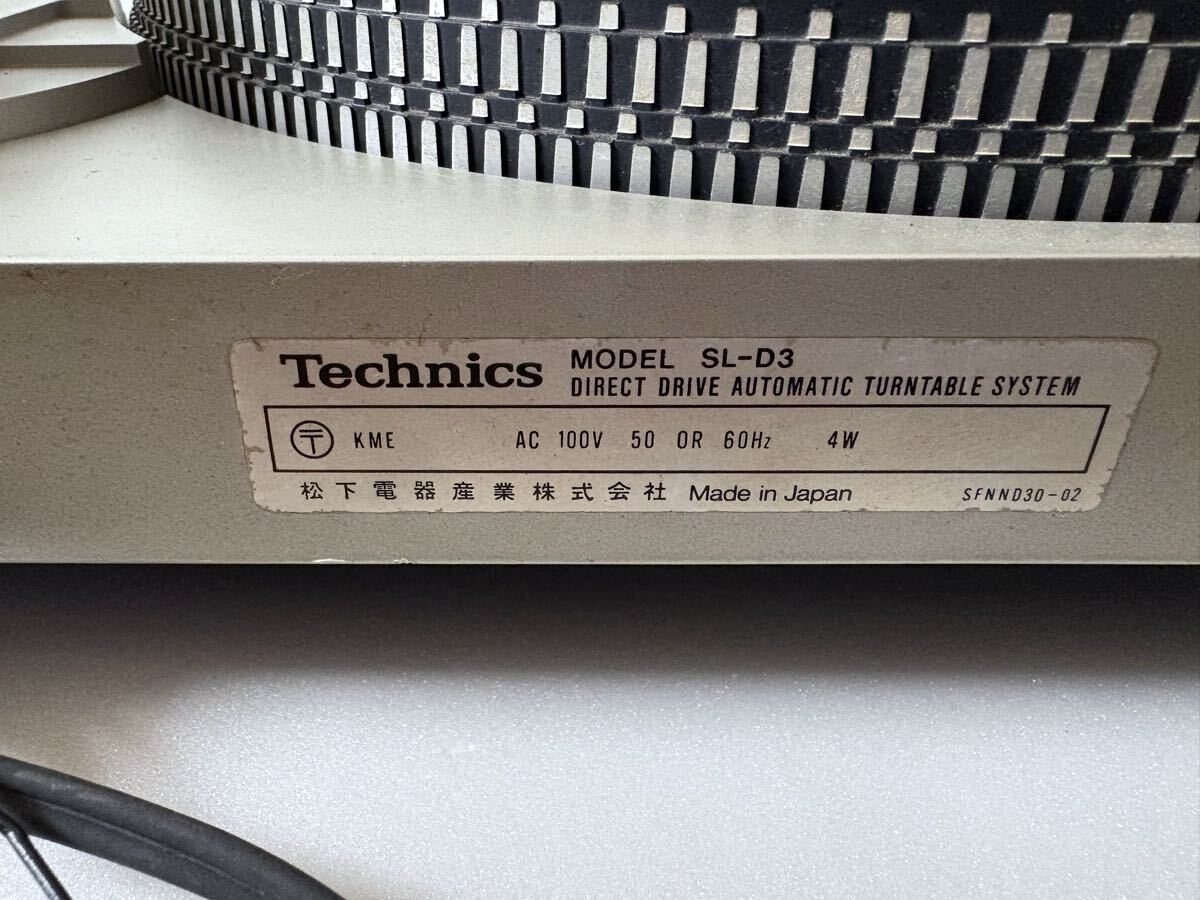 Technics MODEL SL-D3
DIRECT DRIVE AUTOMATIC TURNTABLE SYSTEM
〒 KME AC 100V 50 OR 60Hz 4W
松下電器産業株式会社 Made in Japan SFNND30-02